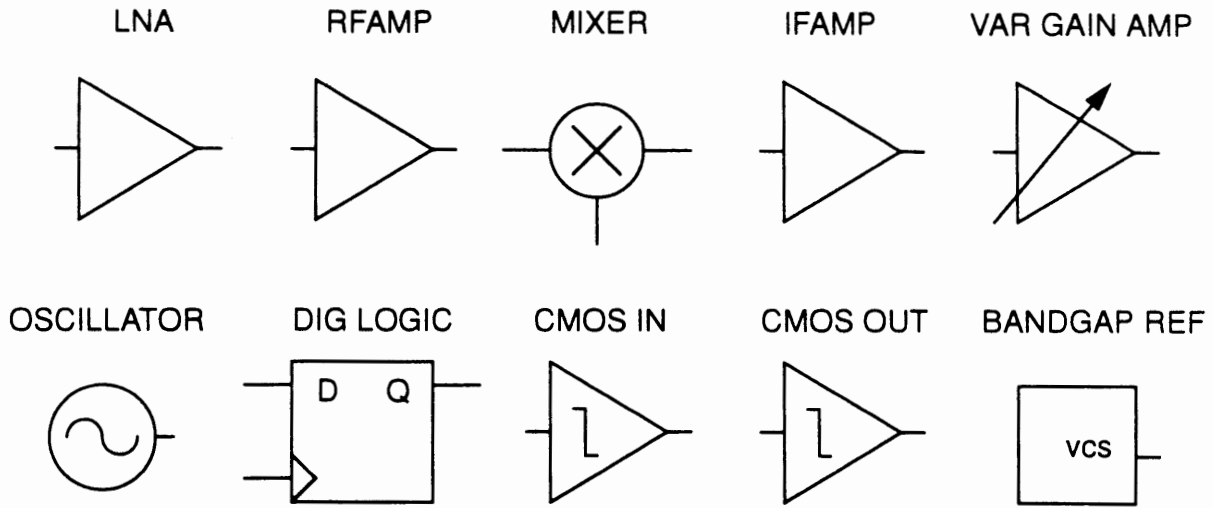 LNA RFAMP MIXER IFAMP VAR GAIN AMP
OSCILLATOR DIG LOGIC CMOS IN CMOS OUT BANDGAP REF
D Q
VCS